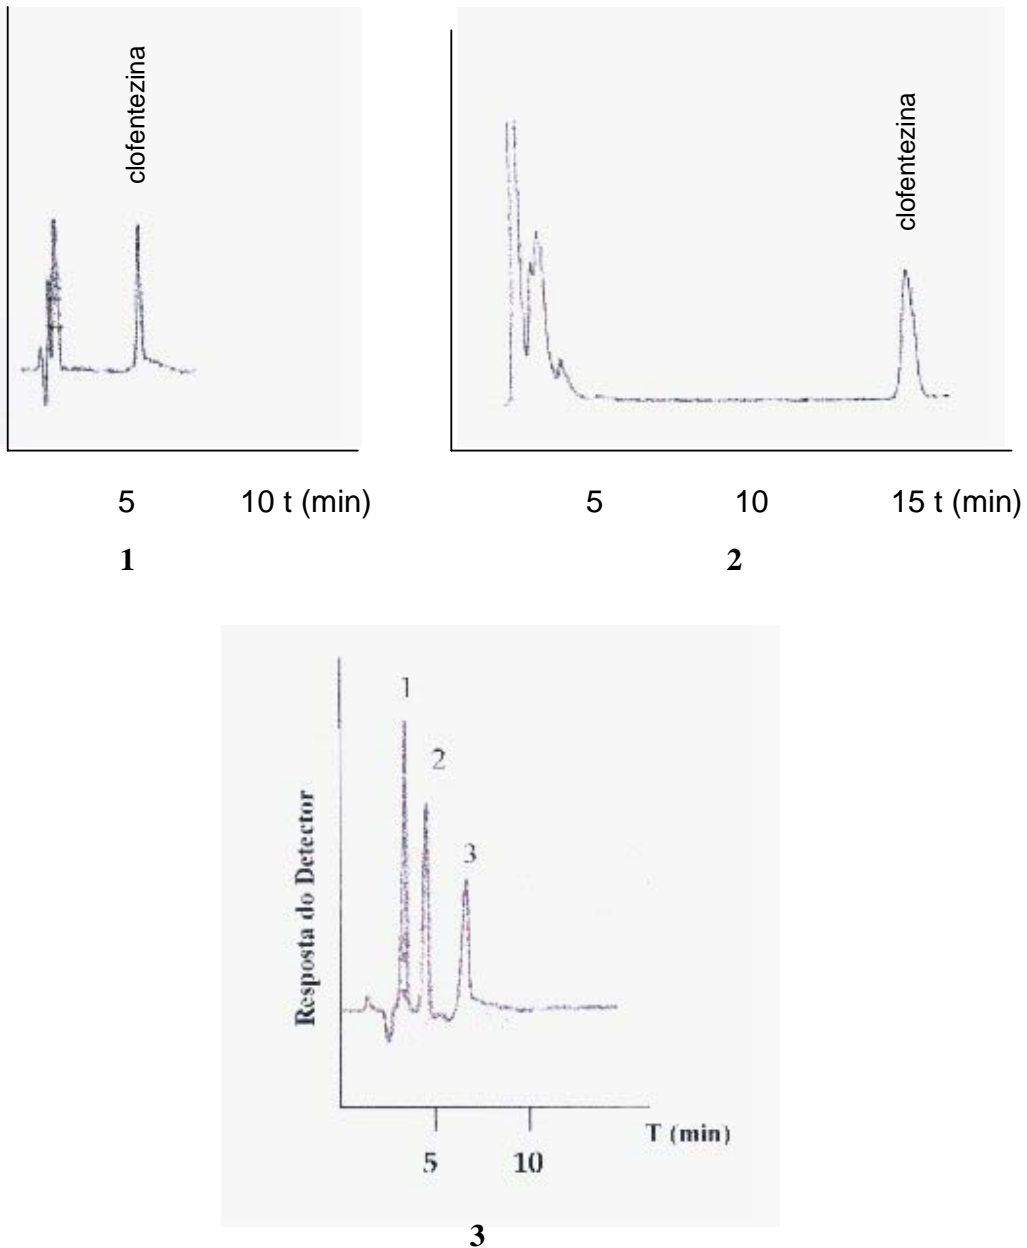 clofentezina
clofentezina
5 10 t (min)
5 10 15 t (min)
1
2
1
2
3
Resposta do Detector
T (min)
5 10
3